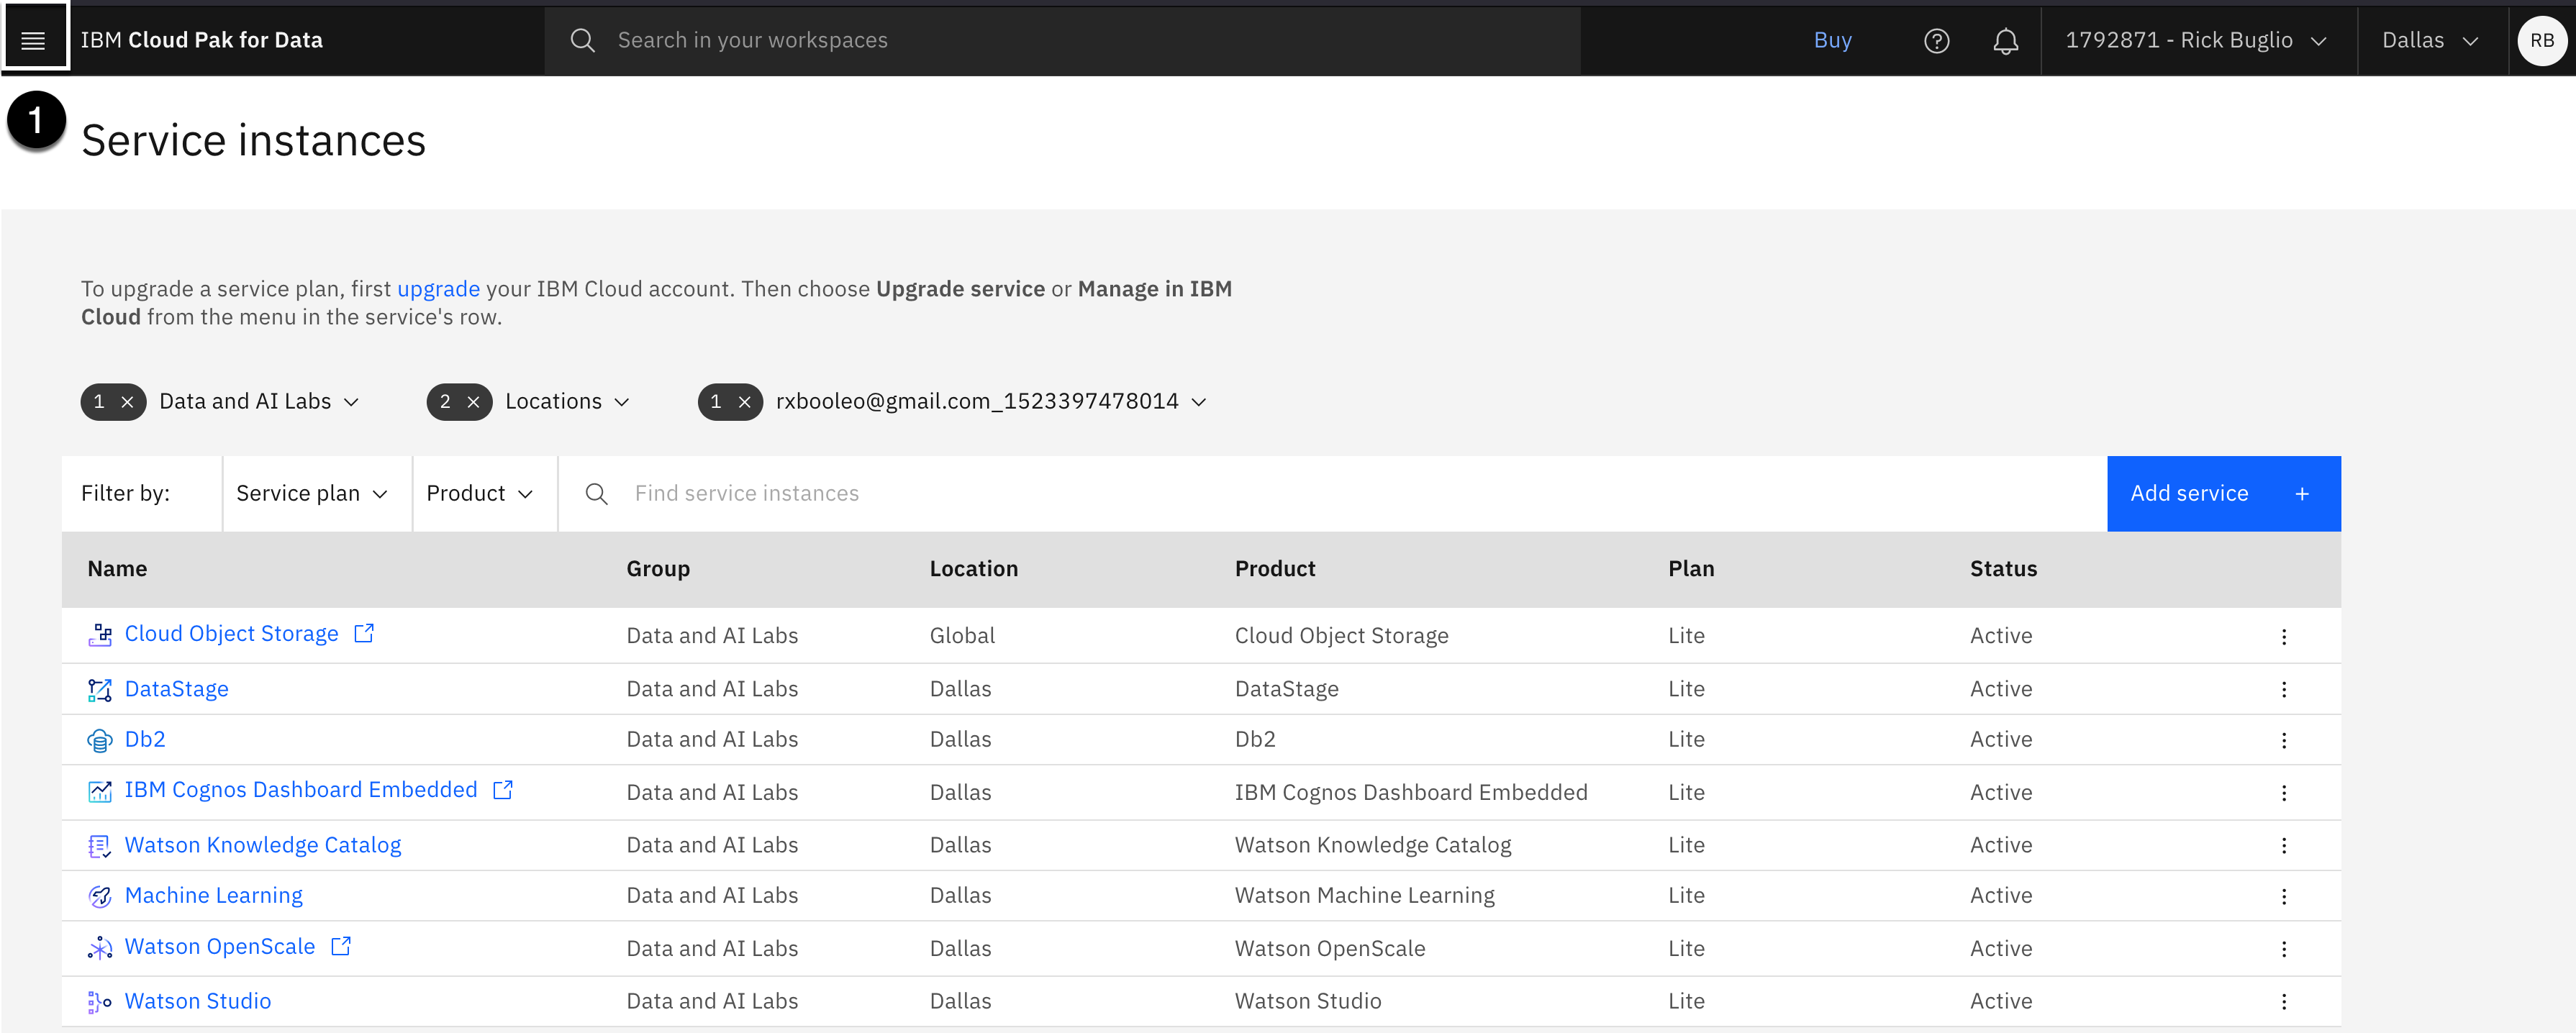 IBM Cloud Pak for Data
Search in your workspaces
Buy
1792871 - Rick Buglio
Dallas
RB
1
Service instances
To upgrade a service plan, first upgrade your IBM Cloud account. Then choose Upgrade service or Manage in IBM
Cloud from the menu in the service's row.
1 × Data and AI Labs 2 × Locations 1 × rxbooleo@gmail.com_1523397478014
Filter by: Service plan Product Find service instances Add service +
Name Group Location Product Plan Status
Cloud Object Storage Data and AI Labs Global Cloud Object Storage Lite Active
DataStage Data and AI Labs Dallas DataStage Lite Active
Db2 Data and AI Labs Dallas Db2 Lite Active
IBM Cognos Dashboard Embedded Data and AI Labs Dallas IBM Cognos Dashboard Embedded Lite Active
Watson Knowledge Catalog Data and AI Labs Dallas Watson Knowledge Catalog Lite Active
Machine Learning Data and AI Labs Dallas Watson Machine Learning Lite Active
Watson OpenScale Data and AI Labs Dallas Watson OpenScale Lite Active
Watson Studio Data and AI Labs Dallas Watson Studio Lite Active